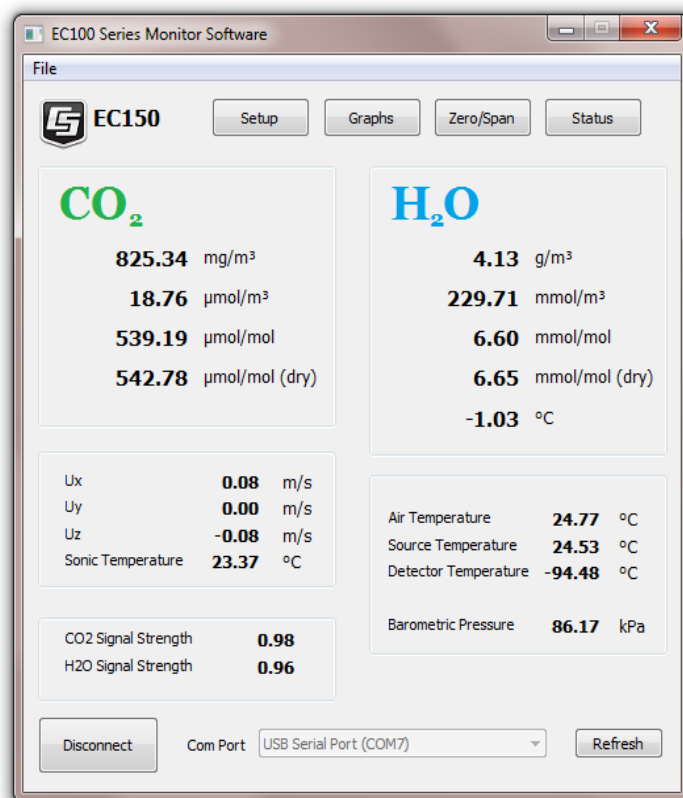 EC100 Series Monitor Software
File
EC150
Setup
Graphs
Zero/Span
Status
CO₂
825.34 mg/m³
18.76 µmol/m³
539.19 µmol/mol
542.78 µmol/mol (dry)
H₂O
4.13 g/m³
229.71 mmol/m³
6.60 mmol/mol
6.65 mmol/mol (dry)
-1.03 °C
Ux 0.08 m/s
Uy 0.00 m/s
Uz -0.08 m/s
Sonic Temperature 23.37 °C
Air Temperature 24.77 °C
Source Temperature 24.53 °C
Detector Temperature -94.48 °C
Barometric Pressure 86.17 kPa
CO2 Signal Strength 0.98
H2O Signal Strength 0.96
Disconnect
Com Port
USB Serial Port (COM7)
Refresh